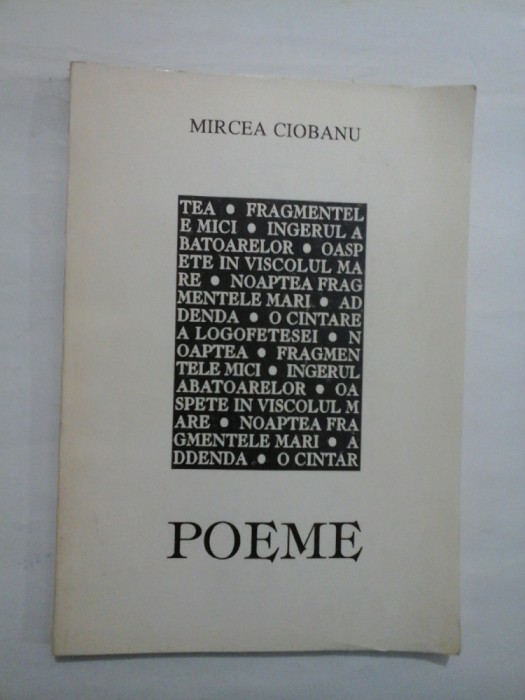 MIRCEA CIOBANU
TEA ● FRAGMENTEL
E MICI ● INGERUL A
BATOARELOR ● OASP
ETE IN VISCOLUL MA
RE ● NOAPTEA FRAG
MENTELE MARI ● AD
DENDA ● O CINTARE
A LOGOFETESEI ● N
OAPTEA ● FRAGMEN
TELE MICI ● INGERUL
ABATOARELOR ● OA
SPETE IN VISCOLUL M
ARE ● NOAPTEA FRA
GMENTELE MARI ● A
DDENDA ● O CINTAR
POEME